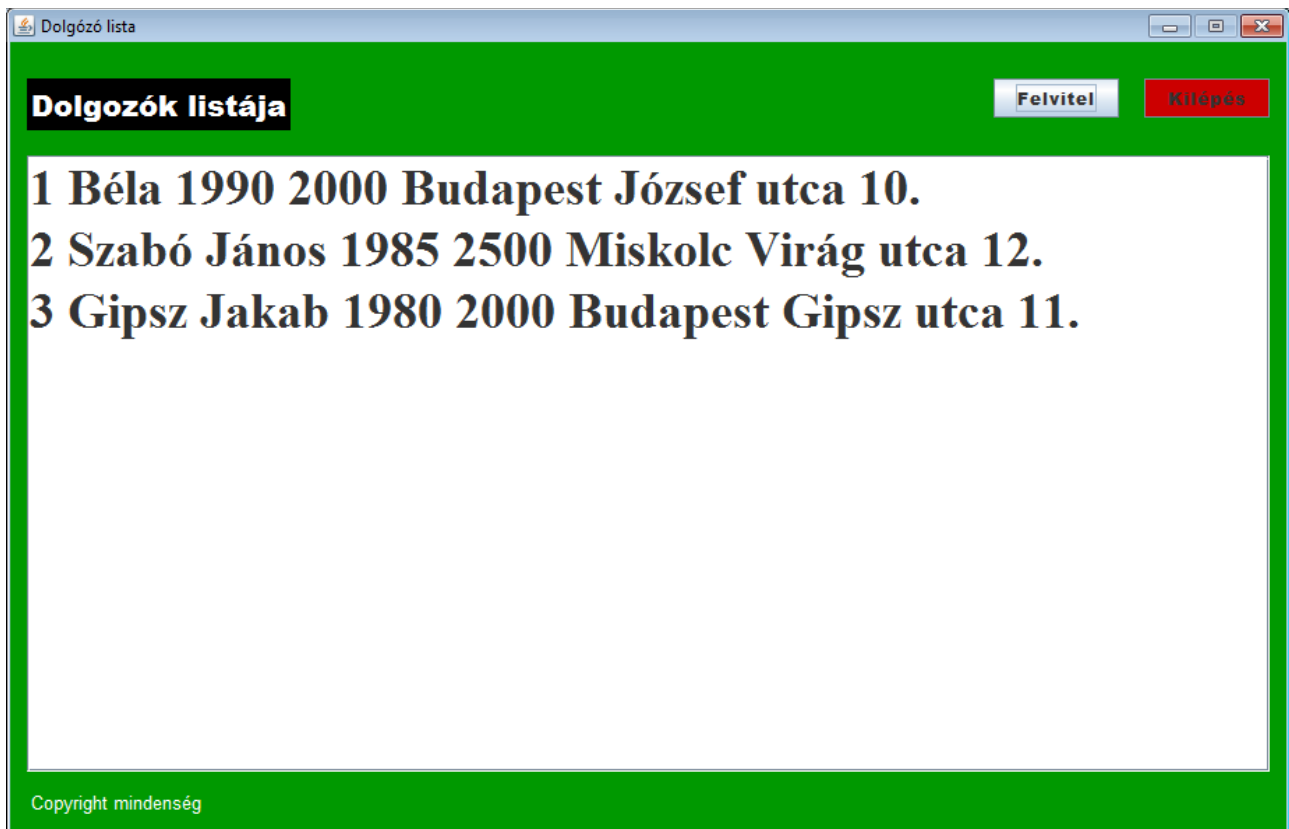 Dolgózó lista
Dolgozók listája
Felvitel
Kilépés
1 Béla 1990 2000 Budapest József utca 10.
2 Szabó János 1985 2500 Miskolc Virág utca 12.
3 Gipsz Jakab 1980 2000 Budapest Gipsz utca 11.
Copyright mindenség